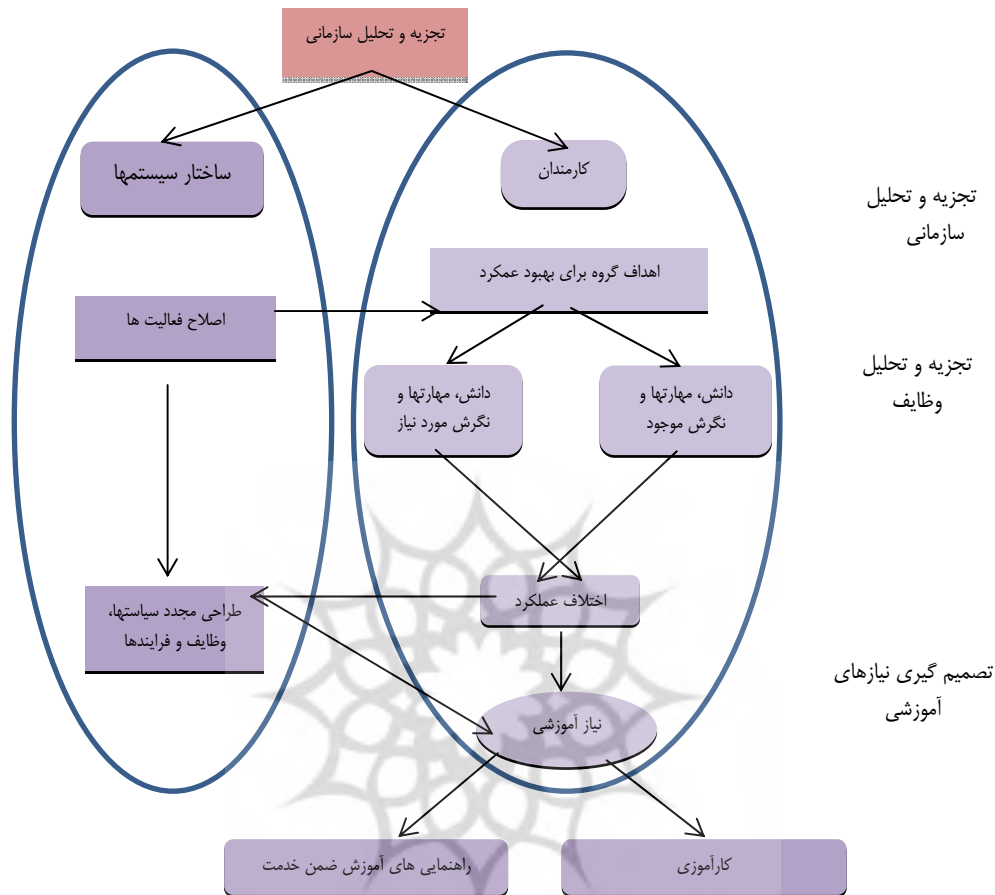 تجزیه و تحلیل سازمانی
کارمندان
ساختار سیستمها
تجزیه و تحلیل
سازمانی
اهداف گروه برای بهبود عمکرد
اصلاح فعالیت ها
تجزیه و تحلیل
وظایف
دانش، مهارتها و
نگرش موجود
دانش، مهارتها و
نگرش مورد نیاز
اختلاف عملکرد
طراحی مجدد سیاستها،
وظایف و فرایندها
تصمیم گیری نیازهای
آموزشی
نیاز آموزشی
کارآموزی
راهنمایی های آموزش ضمن خدمت